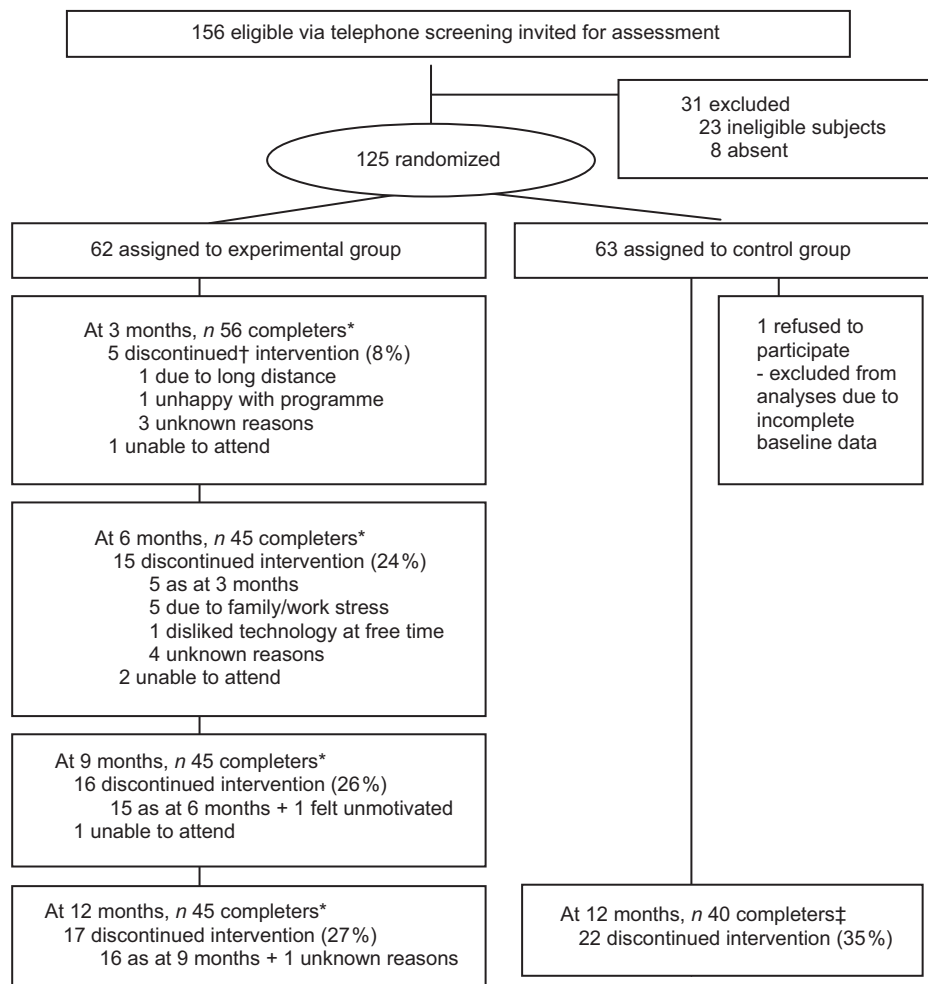 156 eligible via telephone screening invited for assessment
31 excluded
23 ineligible subjects
8 absent
125 randomized
62 assigned to experimental group
63 assigned to control group
At 3 months, n 56 completers*
5 discontinued† intervention (8%)
1 due to long distance
1 unhappy with programme
3 unknown reasons
1 unable to attend
1 refused to
participate
- excluded from
analyses due to
incomplete
baseline data
At 6 months, n 45 completers*
15 discontinued intervention (24%)
5 as at 3 months
5 due to family/work stress
1 disliked technology at free time
4 unknown reasons
2 unable to attend
At 9 months, n 45 completers*
16 discontinued intervention (26%)
15 as at 6 months + 1 felt unmotivated
1 unable to attend
At 12 months, n 45 completers*
17 discontinued intervention (27%)
16 as at 9 months + 1 unknown reasons
At 12 months, n 40 completers‡
22 discontinued intervention (35%)